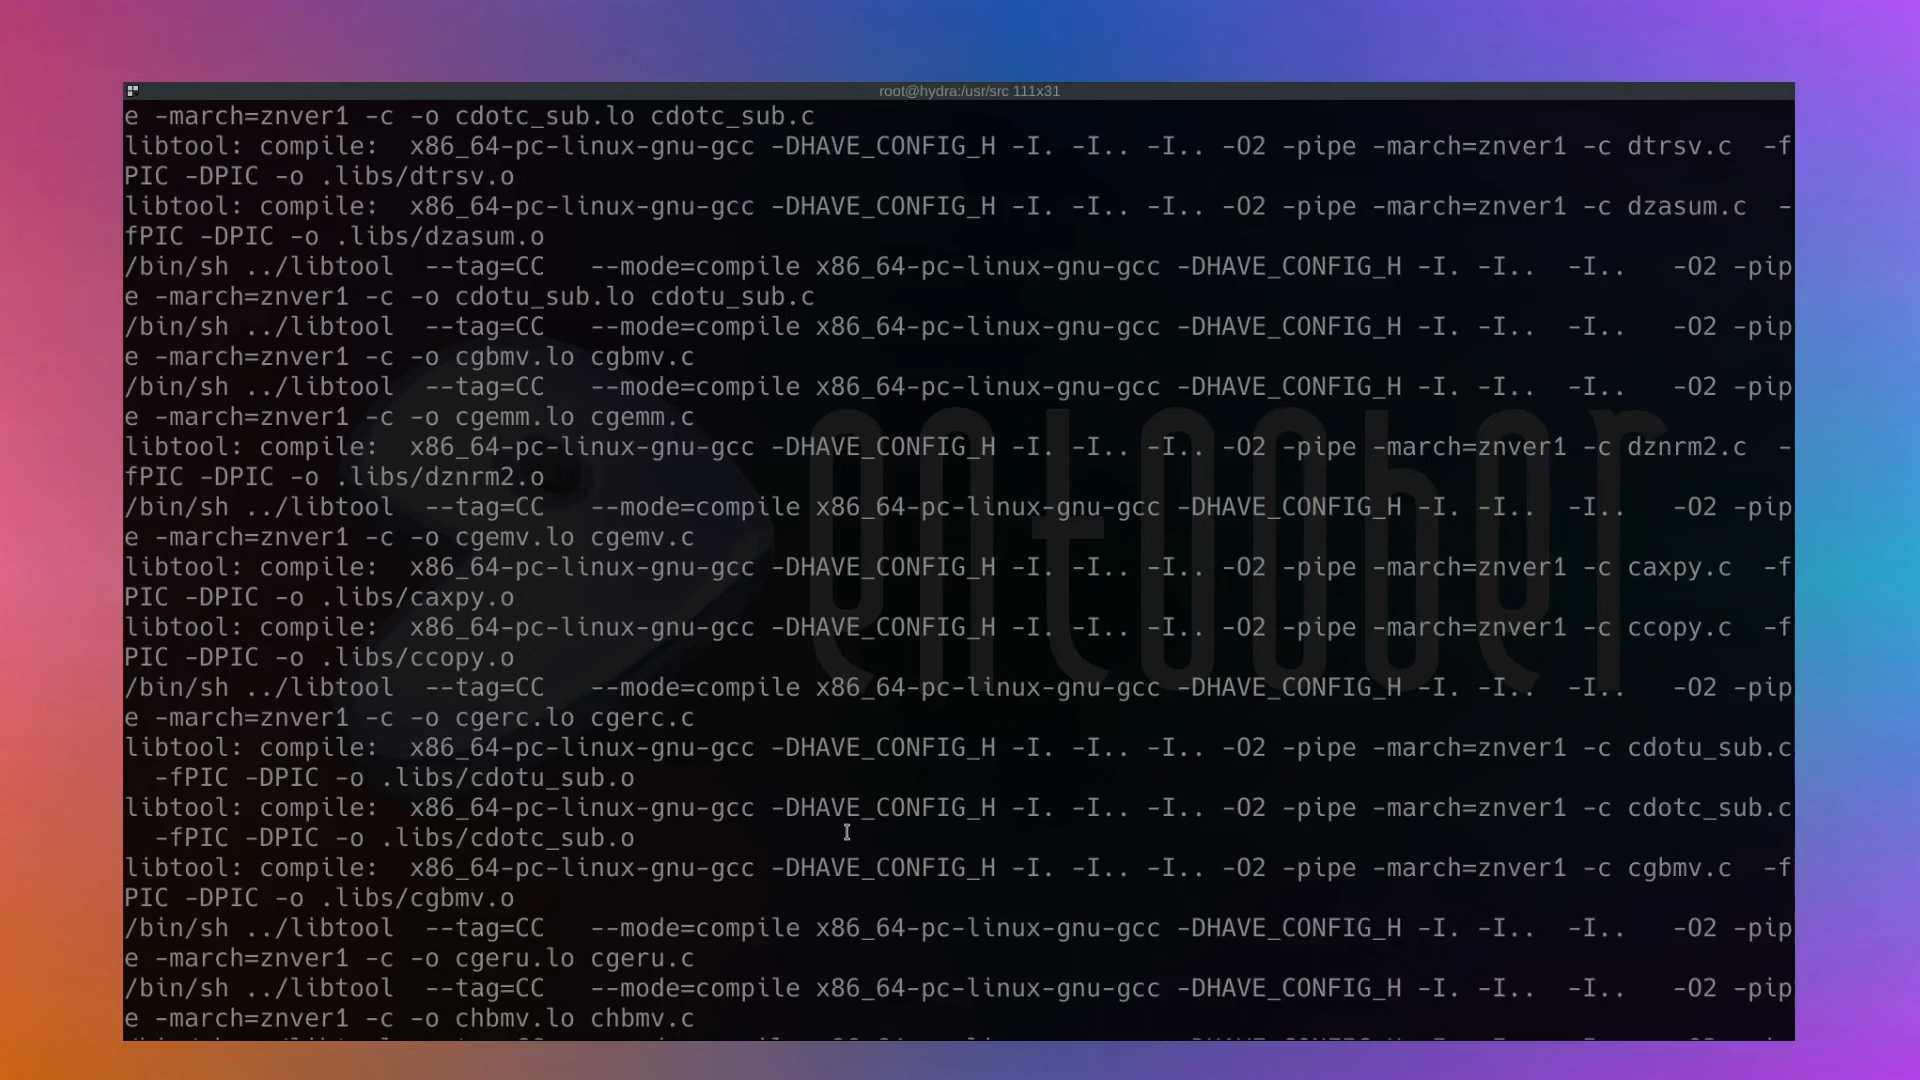 root@hydra:/usr/src 111x31
e -march=znver1 -c -o cdotc_sub.lo cdotc_sub.c
libtool: compile:  x86_64-pc-linux-gnu-gcc -DHAVE_CONFIG_H -I. -I.. -I.. -O2 -pipe -march=znver1 -c dtrsv.c  -f
PIC -DPIC -o .libs/dtrsv.o
libtool: compile:  x86_64-pc-linux-gnu-gcc -DHAVE_CONFIG_H -I. -I.. -I.. -O2 -pipe -march=znver1 -c dzasum.c  -
fPIC -DPIC -o .libs/dzasum.o
/bin/sh ../libtool  --tag=CC   --mode=compile x86_64-pc-linux-gnu-gcc -DHAVE_CONFIG_H -I. -I..  -I..   -O2 -pip
e -march=znver1 -c -o cdotu_sub.lo cdotu_sub.c
/bin/sh ../libtool  --tag=CC   --mode=compile x86_64-pc-linux-gnu-gcc -DHAVE_CONFIG_H -I. -I..  -I..   -O2 -pip
e -march=znver1 -c -o cgbmv.lo cgbmv.c
/bin/sh ../libtool  --tag=CC   --mode=compile x86_64-pc-linux-gnu-gcc -DHAVE_CONFIG_H -I. -I..  -I..   -O2 -pip
e -march=znver1 -c -o cgemm.lo cgemm.c
libtool: compile:  x86_64-pc-linux-gnu-gcc -DHAVE_CONFIG_H -I. -I.. -I.. -O2 -pipe -march=znver1 -c dznrm2.c  -
fPIC -DPIC -o .libs/dznrm2.o
/bin/sh ../libtool  --tag=CC   --mode=compile x86_64-pc-linux-gnu-gcc -DHAVE_CONFIG_H -I. -I..  -I..   -O2 -pip
e -march=znver1 -c -o cgemv.lo cgemv.c
libtool: compile:  x86_64-pc-linux-gnu-gcc -DHAVE_CONFIG_H -I. -I.. -I.. -O2 -pipe -march=znver1 -c caxpy.c  -f
PIC -DPIC -o .libs/caxpy.o
libtool: compile:  x86_64-pc-linux-gnu-gcc -DHAVE_CONFIG_H -I. -I.. -I.. -O2 -pipe -march=znver1 -c ccopy.c  -f
PIC -DPIC -o .libs/ccopy.o
/bin/sh ../libtool  --tag=CC   --mode=compile x86_64-pc-linux-gnu-gcc -DHAVE_CONFIG_H -I. -I..  -I..   -O2 -pip
e -march=znver1 -c -o cgerc.lo cgerc.c
libtool: compile:  x86_64-pc-linux-gnu-gcc -DHAVE_CONFIG_H -I. -I.. -I.. -O2 -pipe -march=znver1 -c cdotu_sub.c
  -fPIC -DPIC -o .libs/cdotu_sub.o
libtool: compile:  x86_64-pc-linux-gnu-gcc -DHAVE_CONFIG_H -I. -I.. -I.. -O2 -pipe -march=znver1 -c cdotc_sub.c
  -fPIC -DPIC -o .libs/cdotc_sub.o
libtool: compile:  x86_64-pc-linux-gnu-gcc -DHAVE_CONFIG_H -I. -I.. -I.. -O2 -pipe -march=znver1 -c cgbmv.c  -f
PIC -DPIC -o .libs/cgbmv.o
/bin/sh ../libtool  --tag=CC   --mode=compile x86_64-pc-linux-gnu-gcc -DHAVE_CONFIG_H -I. -I..  -I..   -O2 -pip
e -march=znver1 -c -o cgeru.lo cgeru.c
/bin/sh ../libtool  --tag=CC   --mode=compile x86_64-pc-linux-gnu-gcc -DHAVE_CONFIG_H -I. -I..  -I..   -O2 -pip
e -march=znver1 -c -o chbmv.lo chbmv.c
entoober